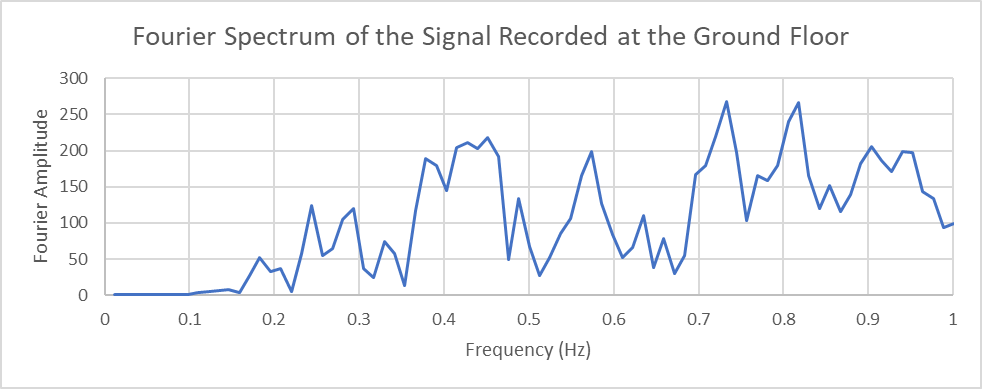 Fourier Spectrum of the Signal Recorded at the Ground Floor
300
250
200
150
100
50
0
Fourier Amplitude
0 0.1 0.2 0.3 0.4 0.5 0.6 0.7 0.8 0.9 1
Frequency (Hz)